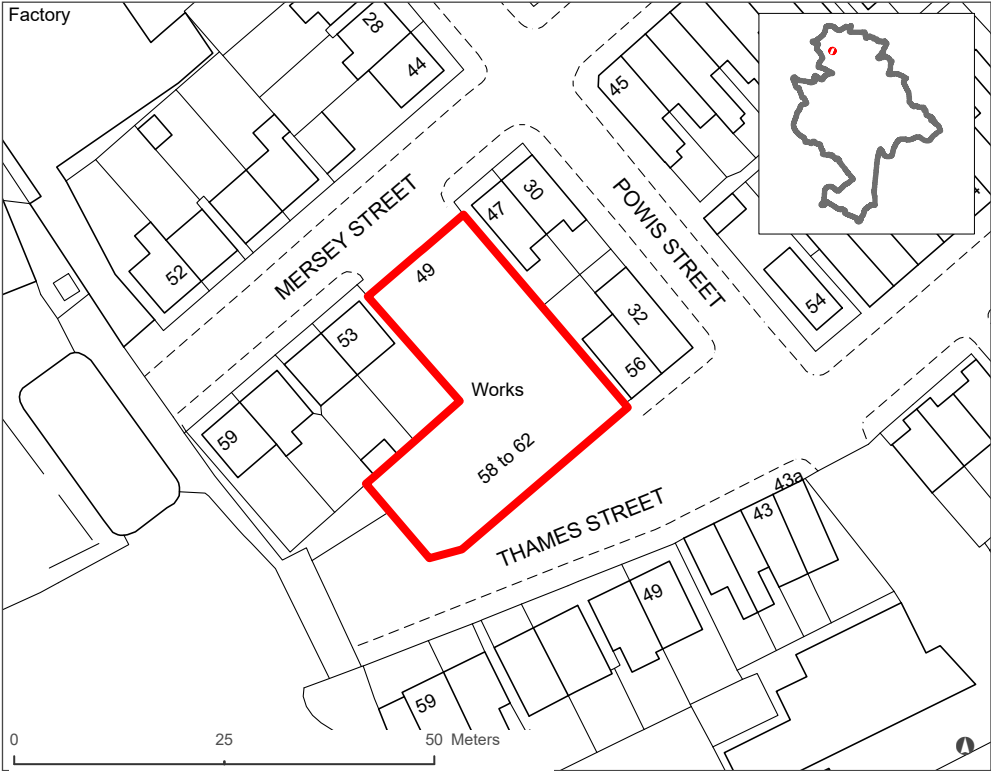 Factory
28
44
45
MERSEY STREET
POWIS STREET
30
47
49
52
54
53
32
56
Works
59
58 to 62
THAMES STREET
43a
43
49
59
0 25 50 Meters